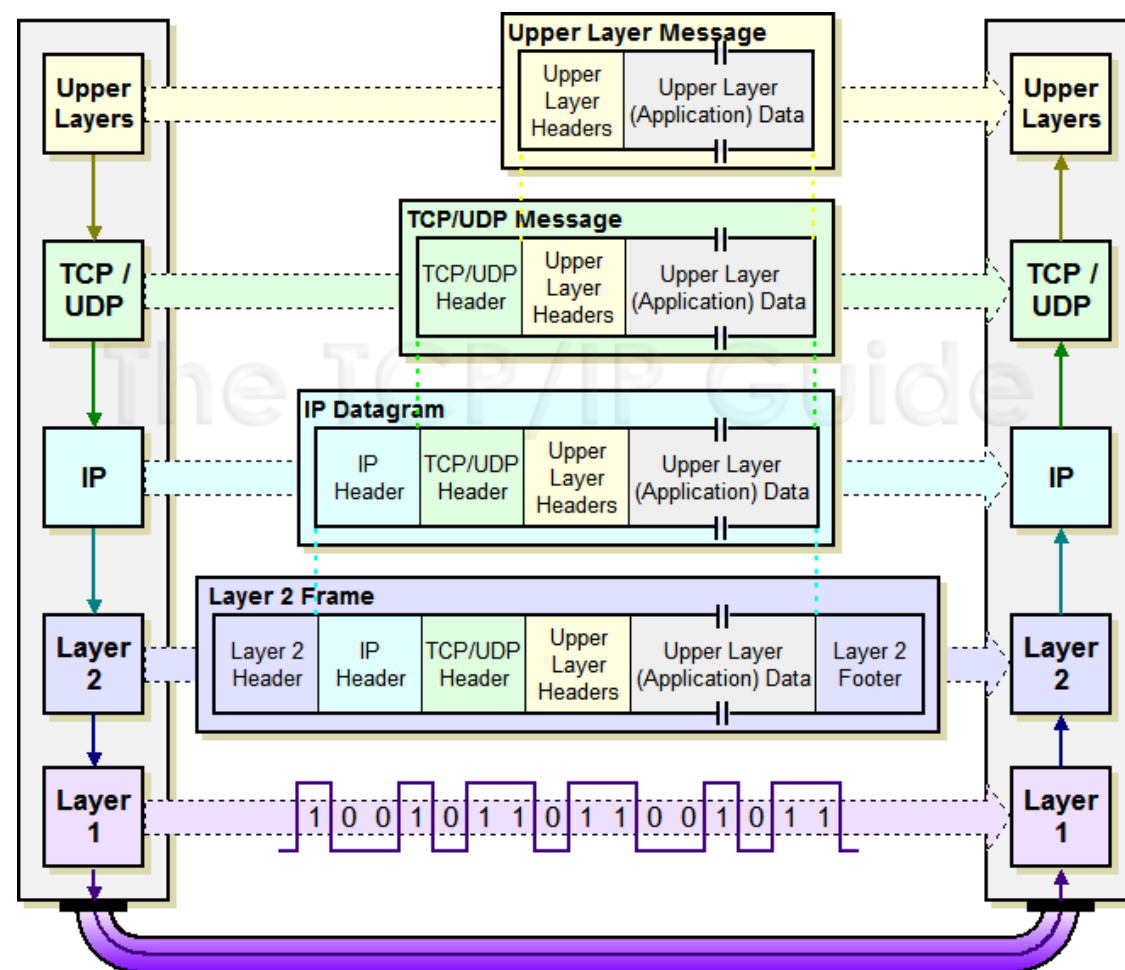 Upper Layer Message
Upper
Layers
Upper
Layer
Headers
Upper Layer
(Application) Data
Upper
Layers
TCP/UDP Message
TCP /
UDP
TCP/UDP
Header
Upper
Layer
Headers
Upper Layer
(Application) Data
TCP /
UDP
The TCP/IP Guide
IP Datagram
IP
IP
Header
TCP/UDP
Header
Upper
Layer
Headers
Upper Layer
(Application) Data
IP
Layer 2 Frame
Layer
2
Layer 2
Header
IP
Header
TCP/UDP
Header
Upper
Layer
Headers
Upper Layer
(Application) Data
Layer 2
Footer
Layer
2
Layer
1
1 0 0 1 0 1 1 0 1 1 0 0 1 0 1 1
Layer
1